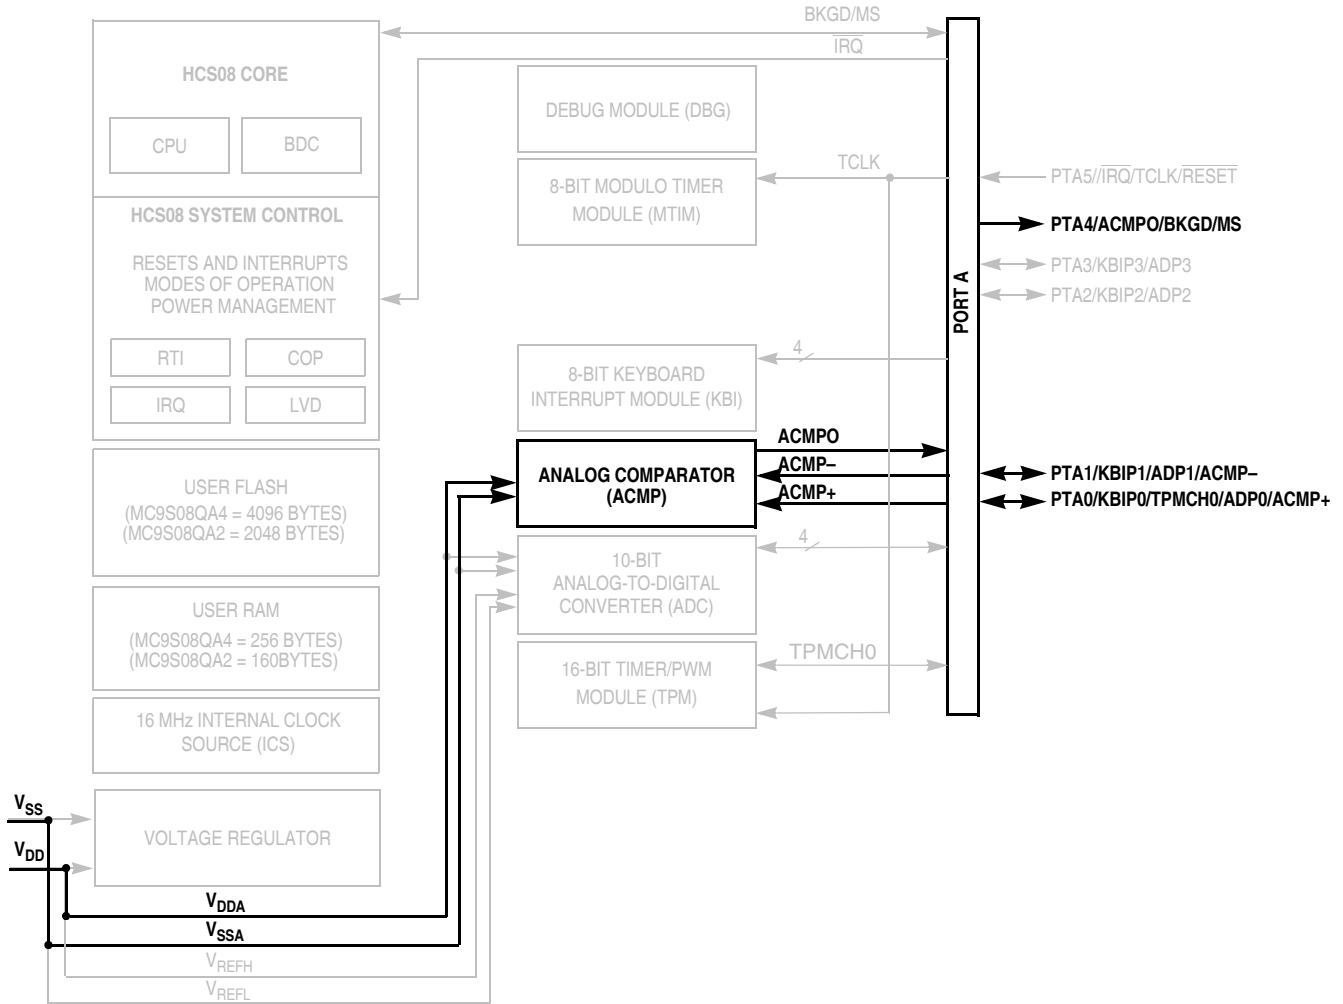 BKGD/MS
IRQ
HCS08 CORE
CPU
BDC
DEBUG MODULE (DBG)
TCLK
8-BIT MODULO TIMER
MODULE (MTIM)
HCS08 SYSTEM CONTROL
RESETS AND INTERRUPTS
MODES OF OPERATION
POWER MANAGEMENT
RTI
COP
IRQ
LVD
PORT A
PTA5//IRQ/TCLK/RESET
PTA4/ACMPO/BKGD/MS
PTA3/KBIP3/ADP3
PTA2/KBIP2/ADP2
4
8-BIT KEYBOARD
INTERRUPT MODULE (KBI)
ACMPO
ACMP–
ACMP+
ANALOG COMPARATOR
(ACMP)
PTA1/KBIP1/ADP1/ACMP–
PTA0/KBIP0/TPMCH0/ADP0/ACMP+
USER FLASH
(MC9S08QA4 = 4096 BYTES)
(MC9S08QA2 = 2048 BYTES)
4
10-BIT
ANALOG-TO-DIGITAL
CONVERTER (ADC)
USER RAM
(MC9S08QA4 = 256 BYTES)
(MC9S08QA2 = 160BYTES)
TPMCH0
16-BIT TIMER/PWM
MODULE (TPM)
16 MHz INTERNAL CLOCK
SOURCE (ICS)
VSS
VDD
VOLTAGE REGULATOR
VDDA
VSSA
VREFH
VREFL